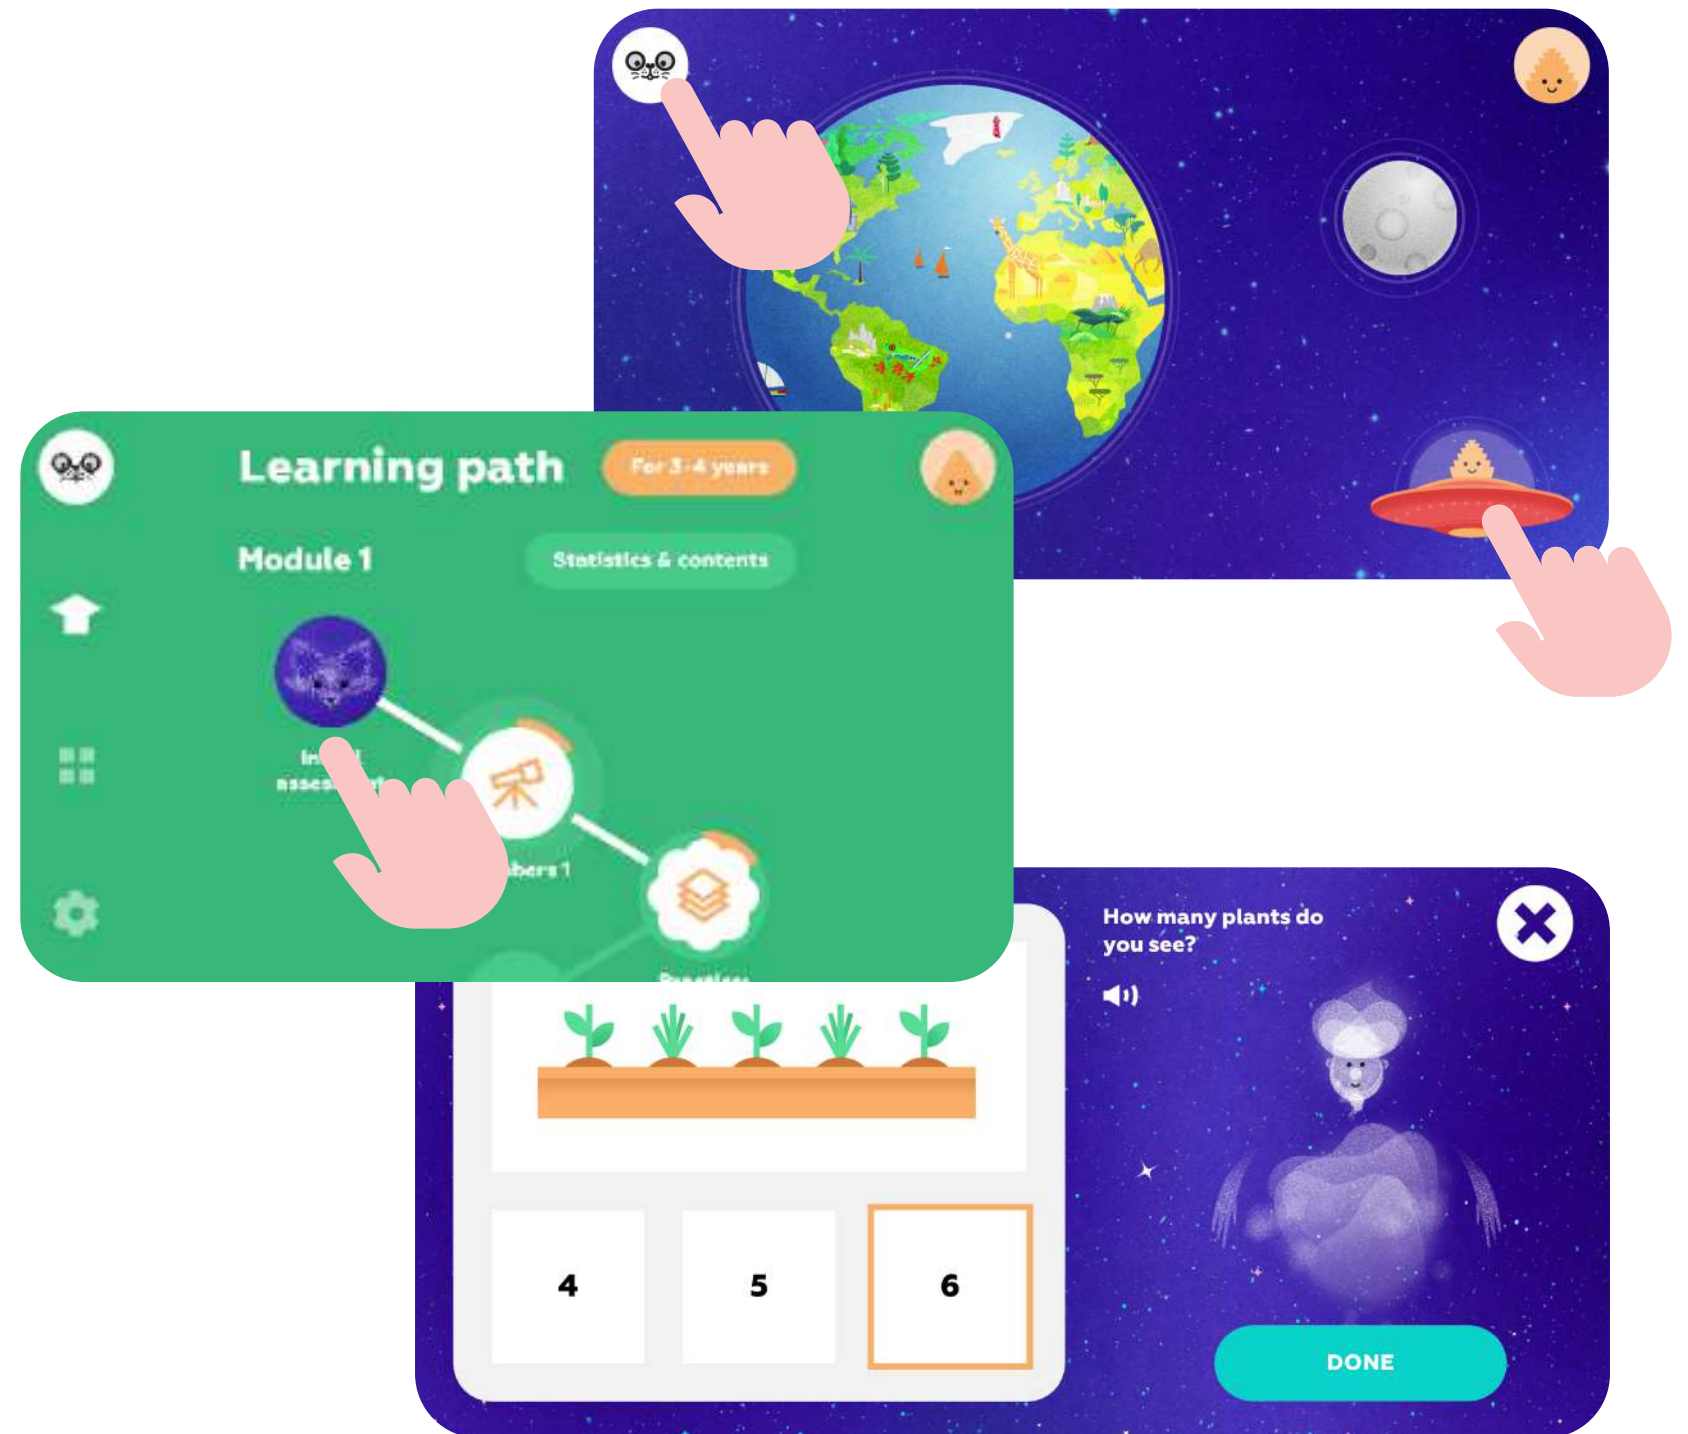 Learning path
For 3-4 years
Module 1
Statistics & contents
How many plants do
you see?
4
5
6
DONE